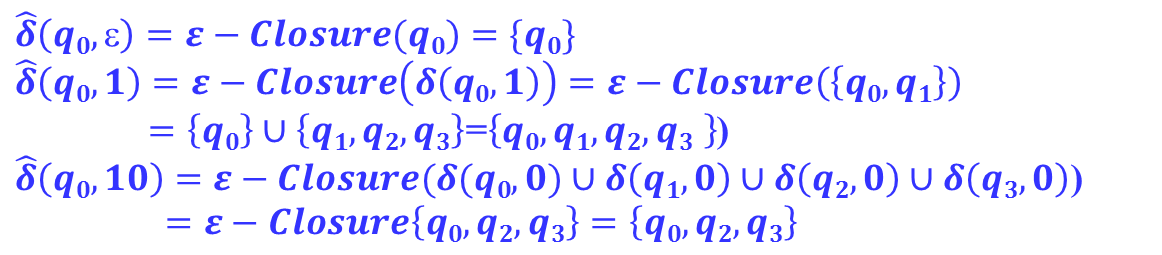 δ̂(q₀, ε) = ε − Closure(q₀) = {q₀}
δ̂(q₀, 1) = ε − Closure(δ(q₀, 1)) = ε − Closure({q₀, q₁})
= {q₀} ∪ {q₁, q₂, q₃}={q₀, q₁, q₂, q₃ })
δ̂(q₀, 10) = ε − Closure(δ(q₀, 0) ∪ δ(q₁, 0) ∪ δ(q₂, 0) ∪ δ(q₃, 0))
= ε − Closure{q₀, q₂, q₃} = {q₀, q₂, q₃}